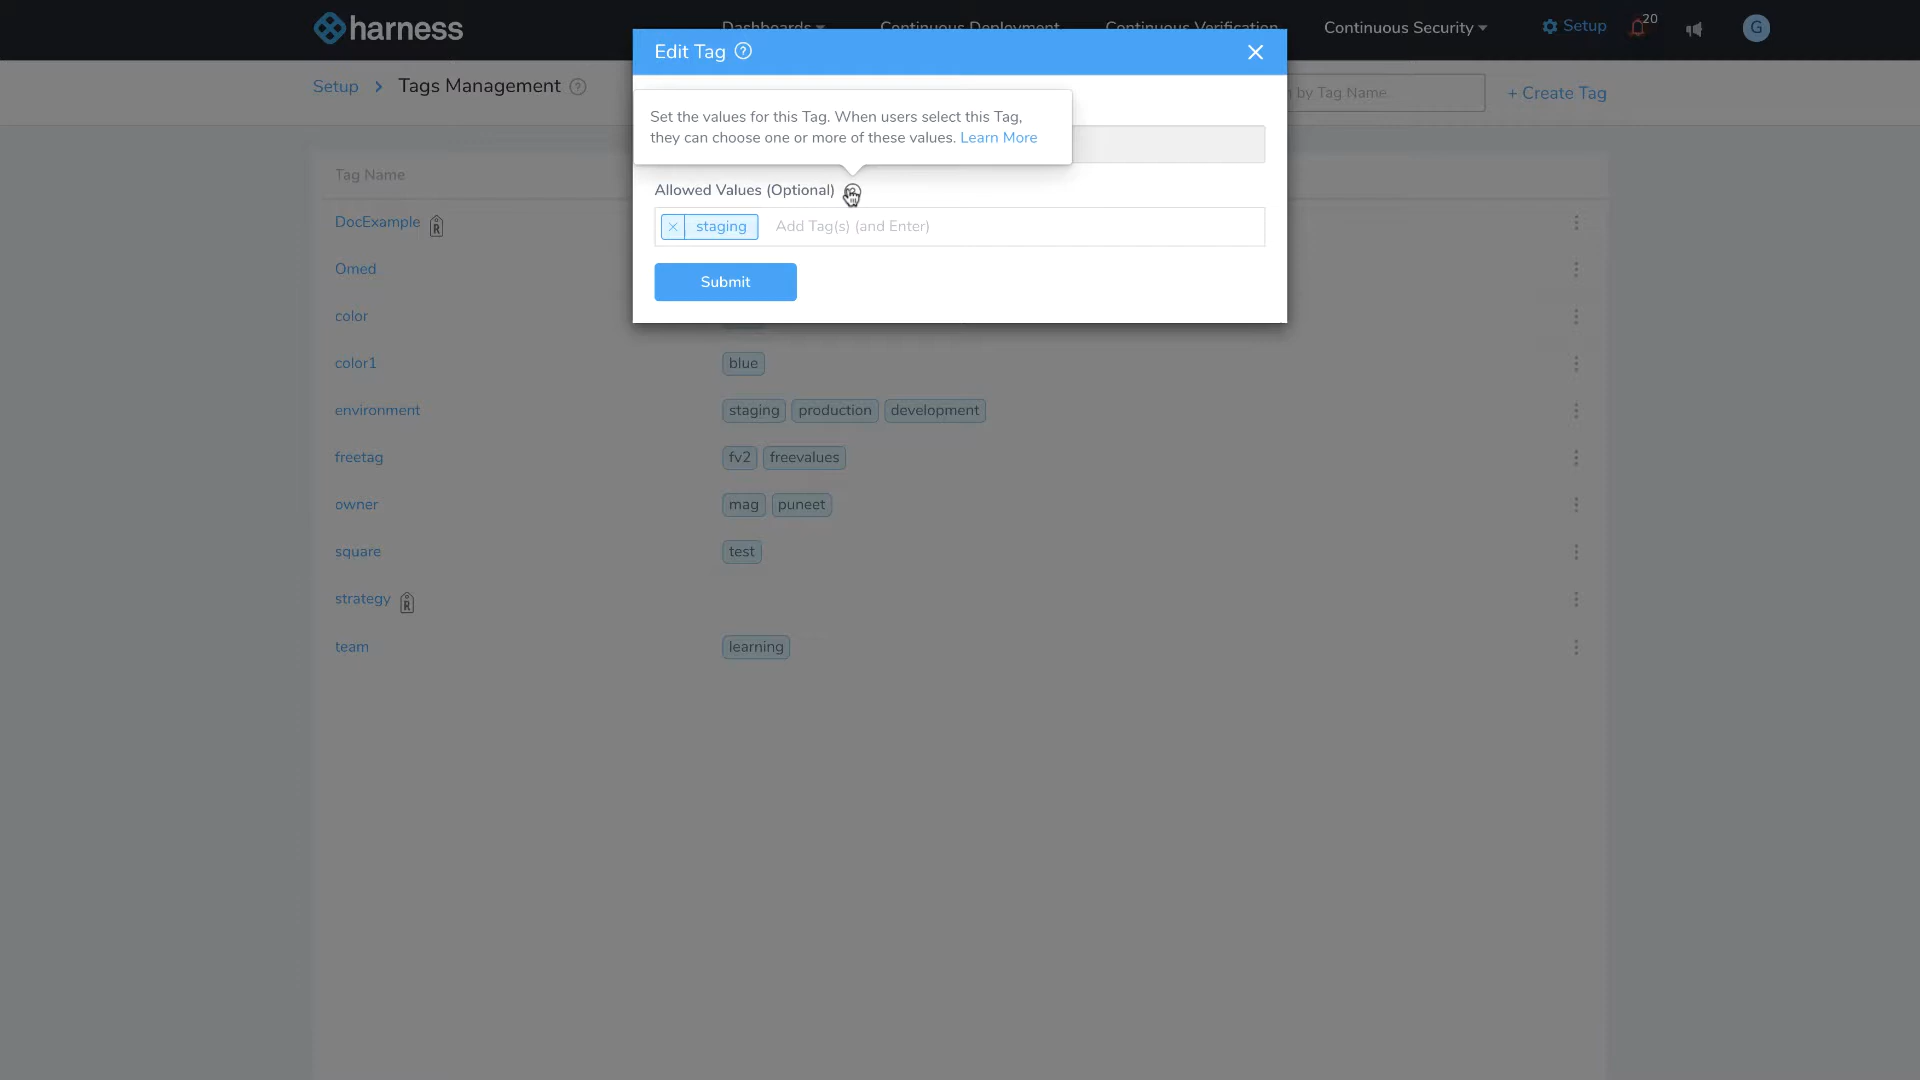 harness
Dashboards
Continuous Deployment
Continuous Verification
Continuous Security
Setup
20
G
Edit Tag ?
Setup > Tags Management ?
by Tag Name
+ Create Tag
Set the values for this Tag. When users select this Tag,
they can choose one or more of these values. Learn More
Allowed Values (Optional)
staging
Add Tag(s) (and Enter)
Submit
Tag Name
DocExample R
Omed
color
color1
blue
environment
staging production development
freetag
fv2 freevalues
owner
mag puneet
square
test
strategy R
team
learning